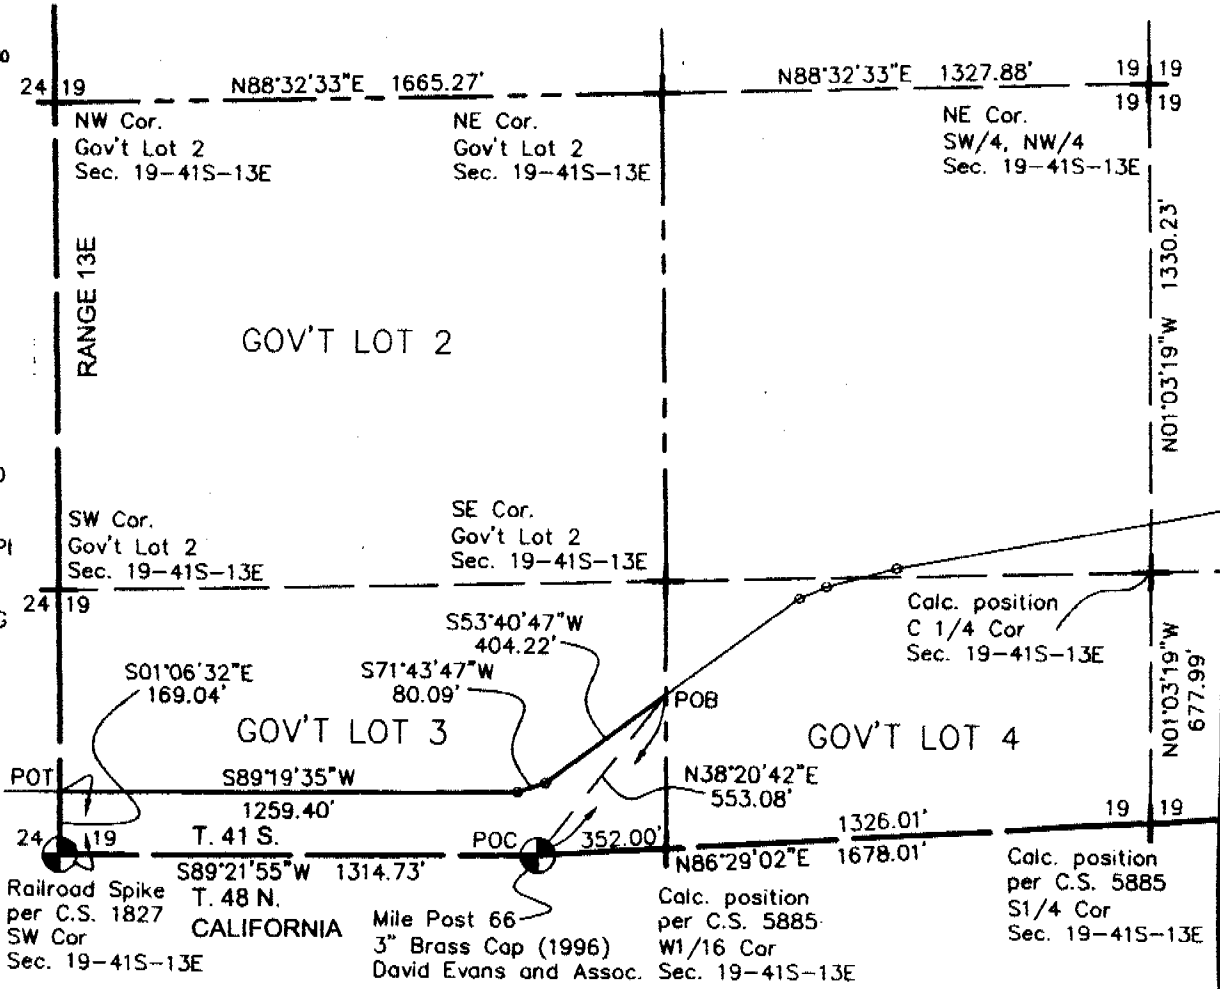 N88°32'33"E 1665.27'
N88°32'33"E 1327.88'
24 19
19 19
19 19
NW Cor.
Gov't Lot 2
Sec. 19-41S-13E
NE Cor.
Gov't Lot 2
Sec. 19-41S-13E
NE Cor.
SW/4, NW/4
Sec. 19-41S-13E
RANGE 13E
N01°03'19"W 1330.23'
GOV'T LOT 2
SW Cor.
Gov't Lot 2
Sec. 19-41S-13E
SE Cor.
Gov't Lot 2
Sec. 19-41S-13E
24 19
Calc. position
C 1/4 Cor
Sec. 19-41S-13E
S53°40'47"W
404.22'
S71°43'47"W
80.09'
S01°06'32"E
169.04'
POB
N01°03'19"W
677.99'
GOV'T LOT 3
GOV'T LOT 4
POT
S89°19'35"W
1259.40'
N38°20'42"E
553.08'
24 19
T. 41 S.
POC
352.00'
1326.01'
19 19
S89°21'55"W 1314.73'
N86°29'02"E 1678.01'
T. 48 N.
CALIFORNIA
Railroad Spike
per C.S. 1827
SW Cor
Sec. 19-41S-13E
Mile Post 66
3" Brass Cap (1996)
David Evans and Assoc.
Calc. position
per C.S. 5885
W1/16 Cor
Sec. 19-41S-13E
Calc. position
per C.S. 5885
S1/4 Cor
Sec. 19-41S-13E